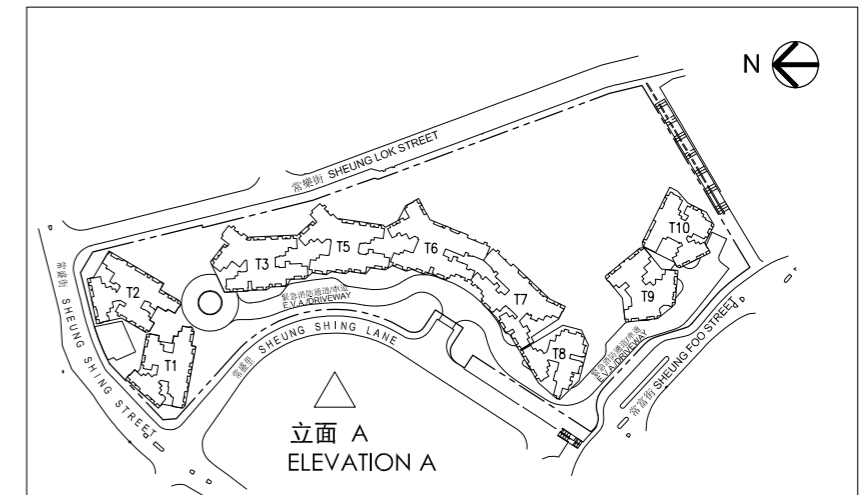 N
常樂街 SHEUNG LOK STREET
T10
T5
T6
T3
T2
T9
T7
緊急消防通道/車道
E.V.A./DRIVEWAY
常盛街 SHEUNG SHING STREET
常盛里 SHEUNG SHING LANE
T8
T1
緊急消防通道/車道
E.V.A./DRIVEWAY
常富街 SHEUNG FOO STREET
立面 A
ELEVATION A